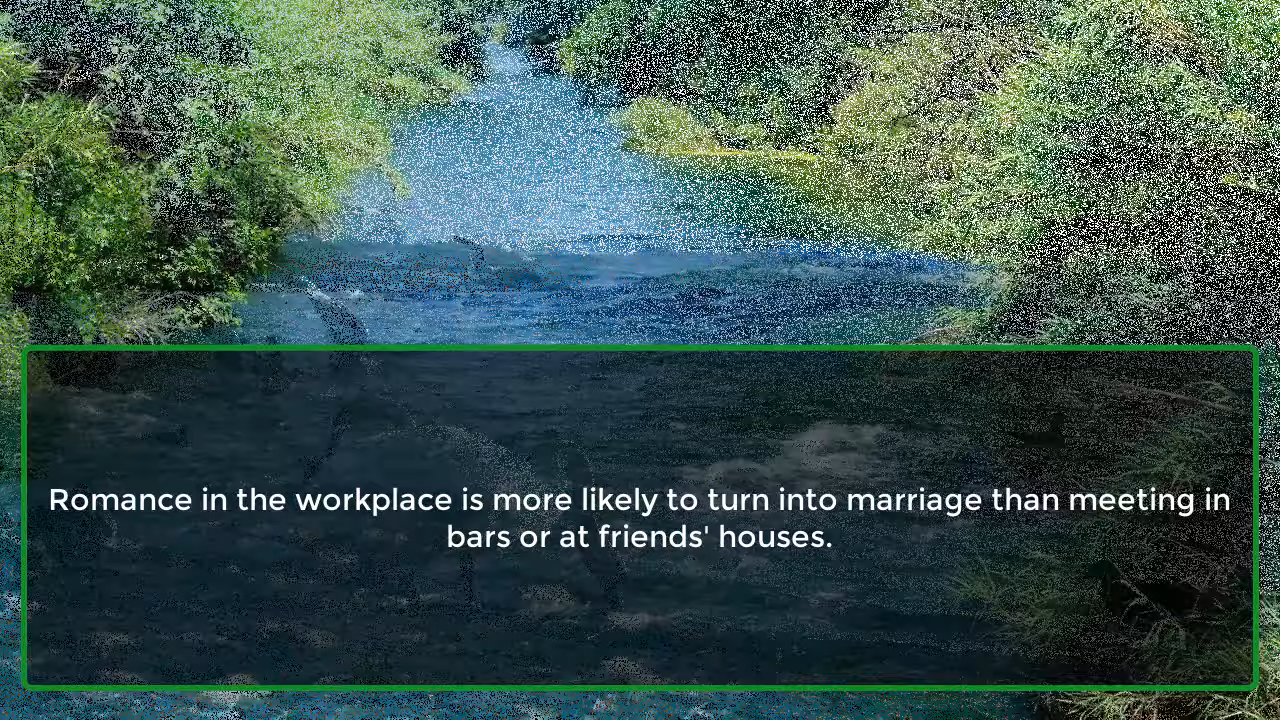 Romance in the workplace is more likely to turn into marriage than meeting in
bars or at friends' houses.